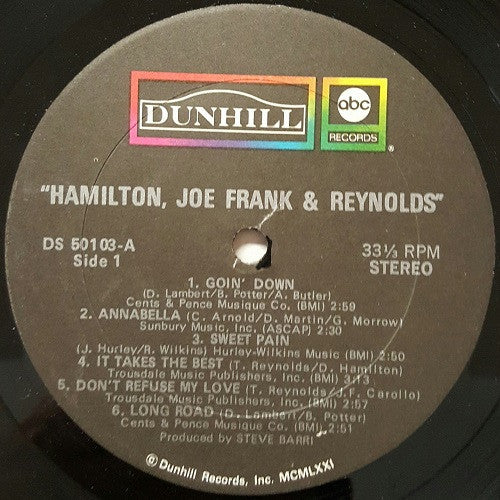 DUNHILL
abc
RECORDS
®
"HAMILTON, JOE FRANK & REYNOLDS"
DS 50103-A
Side 1
33⅓ RPM
STEREO
1. GOIN' DOWN
(D. Lambert/B. Potter/A. Butler)
Cents & Pence Musique Co. (BMI) 2:59
2. ANNABELLA (C. Arnold/D. Martin/G. Morrow)
Sunbury Music, Inc. (ASCAP) 2:30
3. SWEET PAIN
(J. Hurley/R. Wilkins) Hurley-Wilkins Music (BMI) 2:50
4. IT TAKES THE BEST (T. Reynolds/D. Hamilton)
Trousdale Music Publishers, Inc. (BMI) 3:13
5. DON'T REFUSE MY LOVE (T. Reynolds/J.F. Carollo)
Trousdale Music Publishers, Inc. (BMI) 2:57
6. LONG ROAD (D. Lambert/B. Potter)
Cents & Pence Musique Co. (BMI) 2:51
Produced by STEVE BARRI
© Dunhill Records, Inc. MCMLXXI